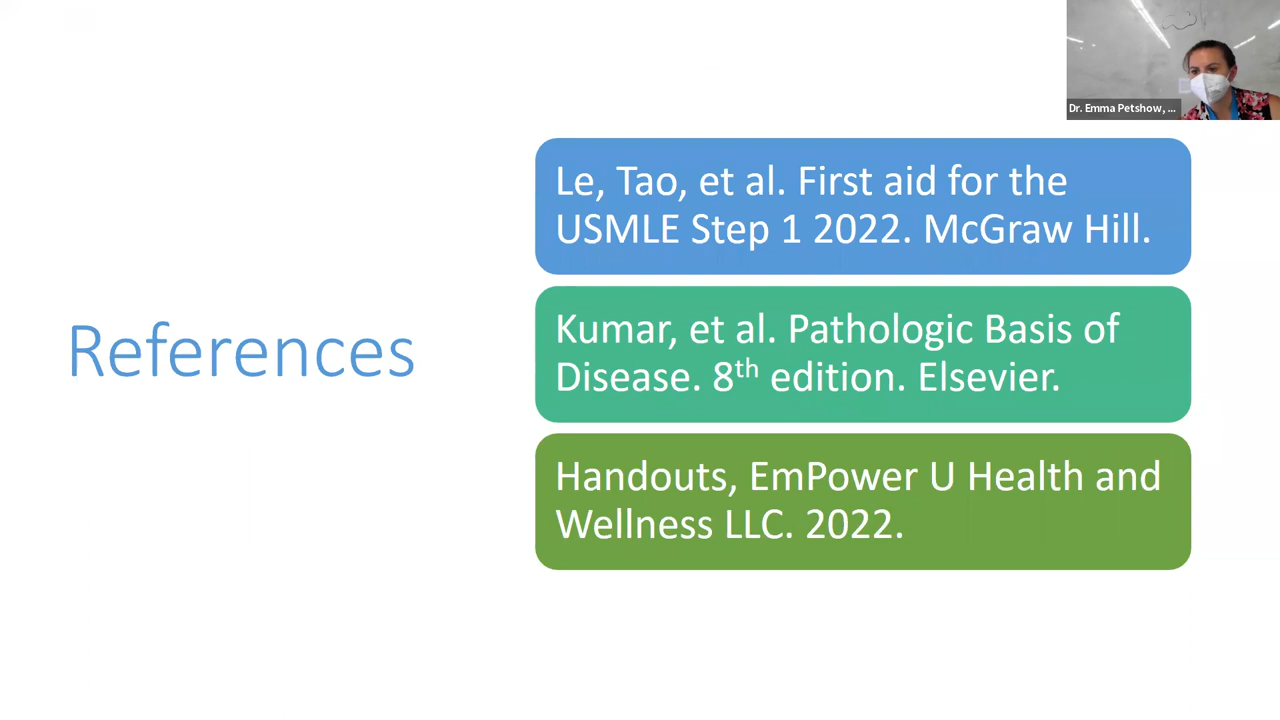 Dr. Emma Petshow, ...
Le, Tao, et al. First aid for the
USMLE Step 1 2022. McGraw Hill.
References
Kumar, et al. Pathologic Basis of
Disease. 8th edition. Elsevier.
Handouts, EmPower U Health and
Wellness LLC. 2022.